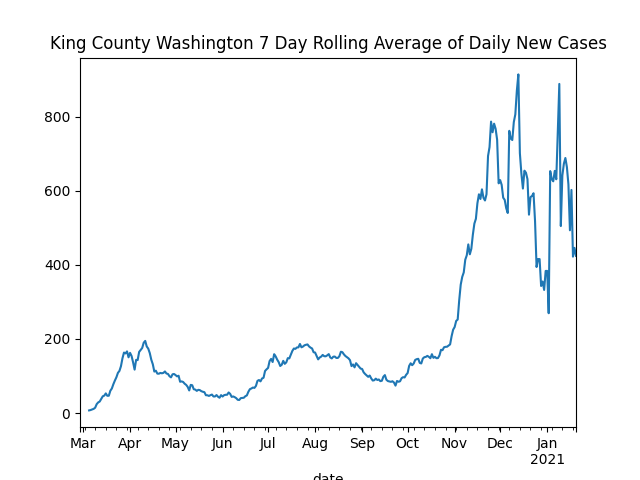 King County Washington 7 Day Rolling Average of Daily New Cases
800
600
400
200
0
Mar Apr May Jun Jul Aug Sep Oct Nov Dec Jan
2021
date